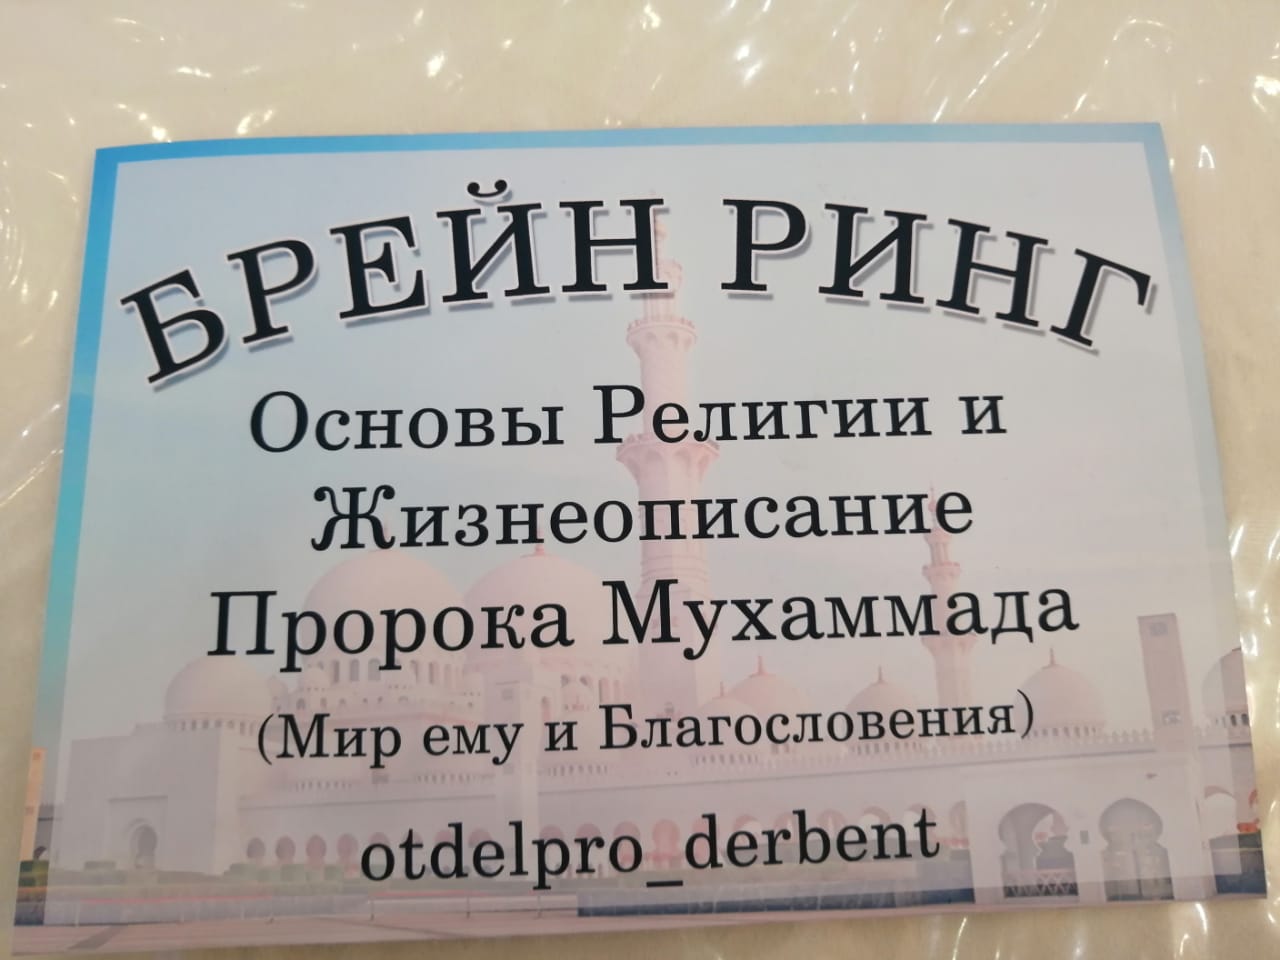 БРЕЙН РИНГ
Основы Религии и
Жизнеописание
Пророка Мухаммада
(Мир ему и Благословения)
otdelpro_derbent